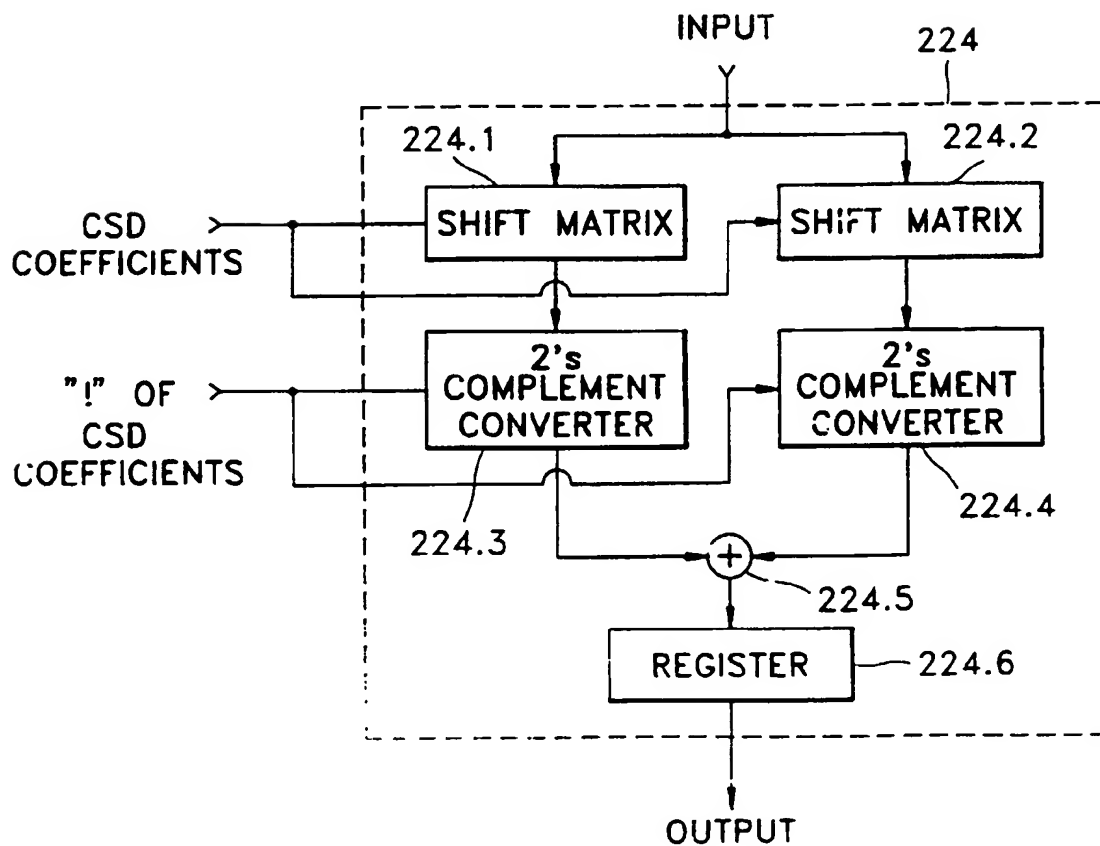 INPUT
224
224.1
224.2
CSD
COEFFICIENTS
SHIFT MATRIX
SHIFT MATRIX
"!" OF
CSD
COEFFICIENTS
2's
COMPLEMENT
CONVERTER
2's
COMPLEMENT
CONVERTER
224.3
224.4
+
224.5
REGISTER
224.6
OUTPUT